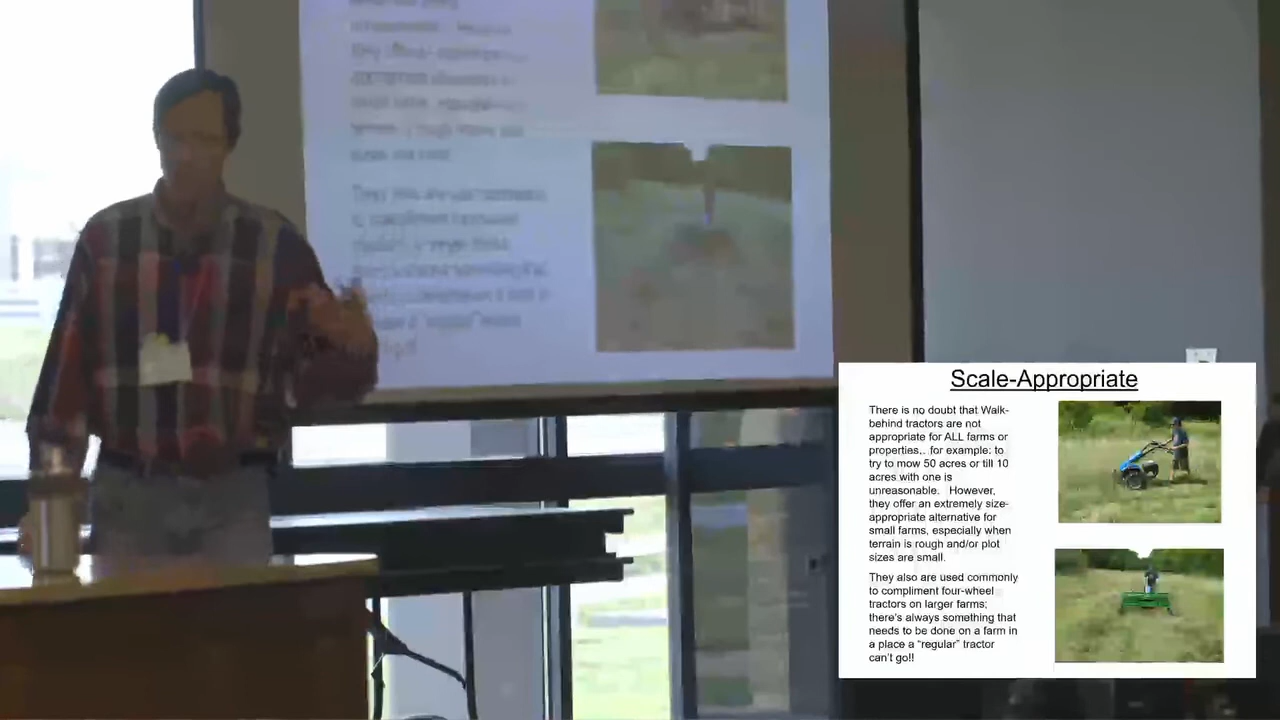 Scale-Appropriate
There is no doubt that Walk-
behind tractors are not
appropriate for ALL farms or
properties... for example: to
try to mow 50 acres or till 10
acres with one is
unreasonable. However,
they offer an extremely size-
appropriate alternative for
small farms, especially when
terrain is rough and/or plot
sizes are small.
They also are used commonly
to compliment four-wheel
tractors on larger farms;
there's always something that
needs to be done on a farm in
a place a "regular" tractor
can't go!!